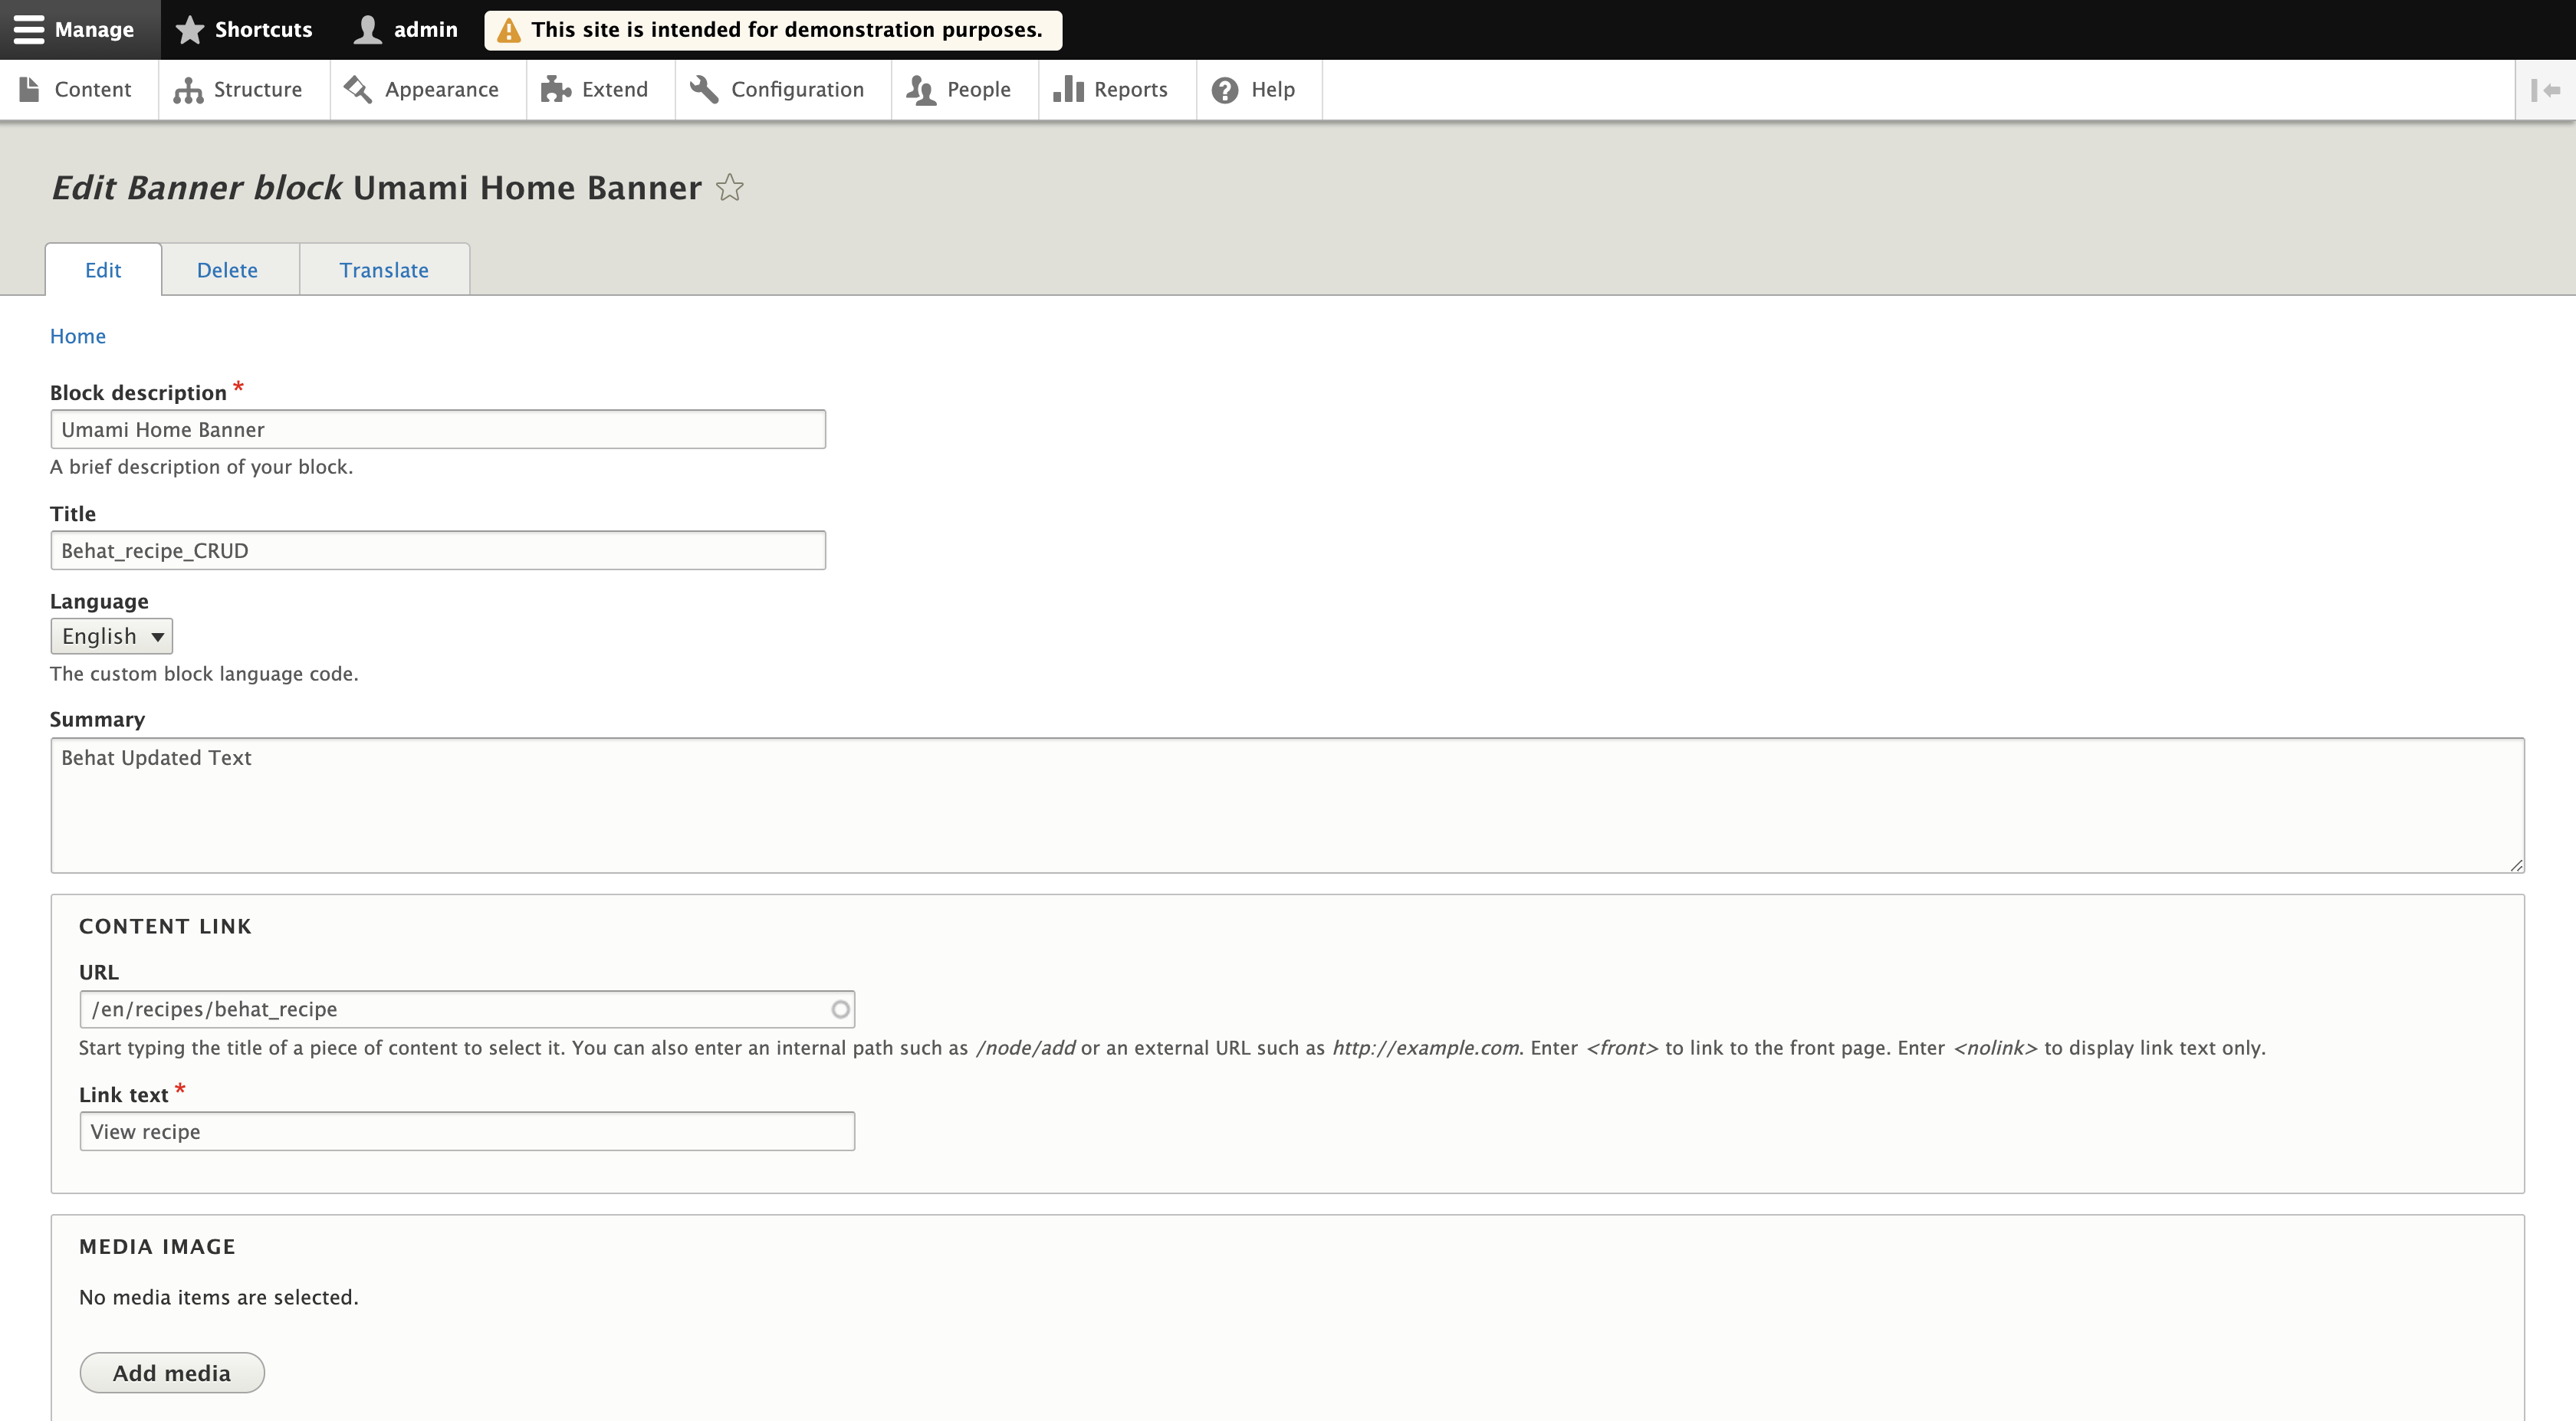 Manage Shortcuts admin This site is intended for demonstration purposes.
Content Structure Appearance Extend Configuration People Reports Help
Edit Banner block Umami Home Banner
Edit Delete Translate
Home
Block description *
Umami Home Banner
A brief description of your block.
Title
Behat_recipe_CRUD
Language
English
The custom block language code.
Summary
Behat Updated Text
CONTENT LINK
URL
/en/recipes/behat_recipe
Start typing the title of a piece of content to select it. You can also enter an internal path such as /node/add or an external URL such as http://example.com. Enter <front> to link to the front page. Enter <nolink> to display link text only.
Link text *
View recipe
MEDIA IMAGE
No media items are selected.
Add media